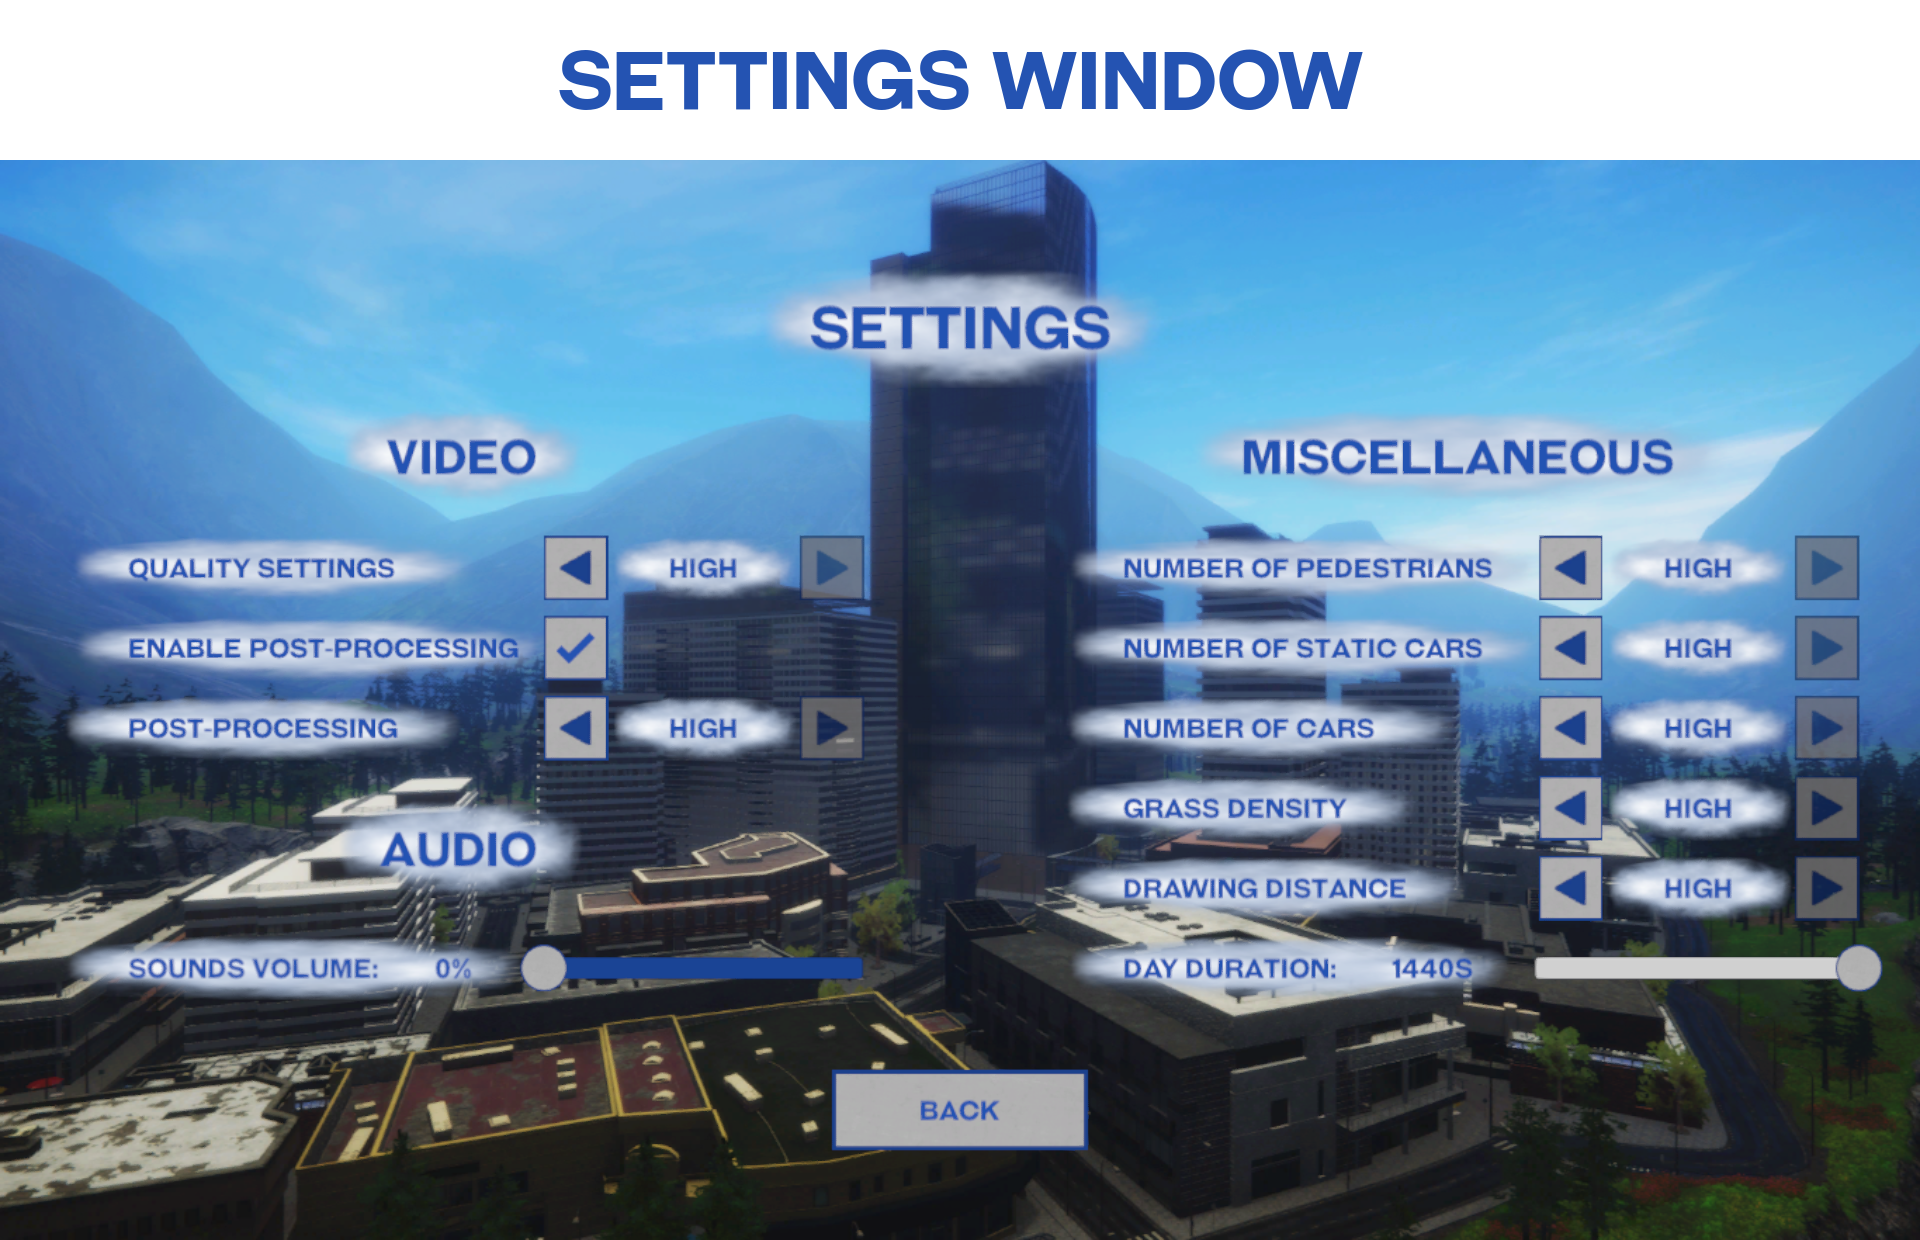 SETTINGS WINDOW
SETTINGS
VIDEO
QUALITY SETTINGS HIGH
ENABLE POST-PROCESSING
POST-PROCESSING HIGH
AUDIO
SOUNDS VOLUME: 0%
MISCELLANEOUS
NUMBER OF PEDESTRIANS HIGH
NUMBER OF STATIC CARS HIGH
NUMBER OF CARS HIGH
GRASS DENSITY HIGH
DRAWING DISTANCE HIGH
DAY DURATION: 1440S
BACK